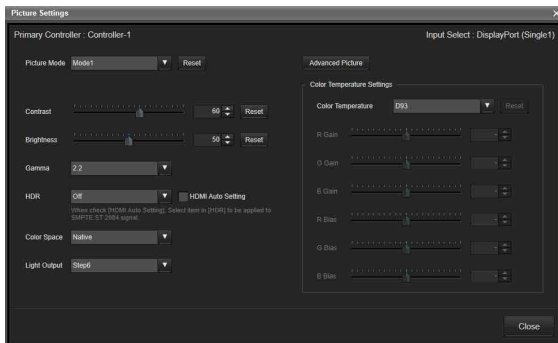 Picture Settings
Primary Controller : Controller-1
Input Select : DisplayPort (Single1)
Picture Mode Mode1 Reset
Advanced Picture
Color Temperature Settings
Contrast 60 Reset
Color Temperature D93 Reset
Brightness 50 Reset
R Gain -
Gamma 2.2
G Gain -
HDR Off HDMI Auto Setting
B Gain -
When check [HDMI Auto Setting], Select item in [HDR] to be applied to
SMPTE ST 2084 signal.
R Bias -
Color Space Native
G Bias -
Light Output Step6
B Bias -
Close